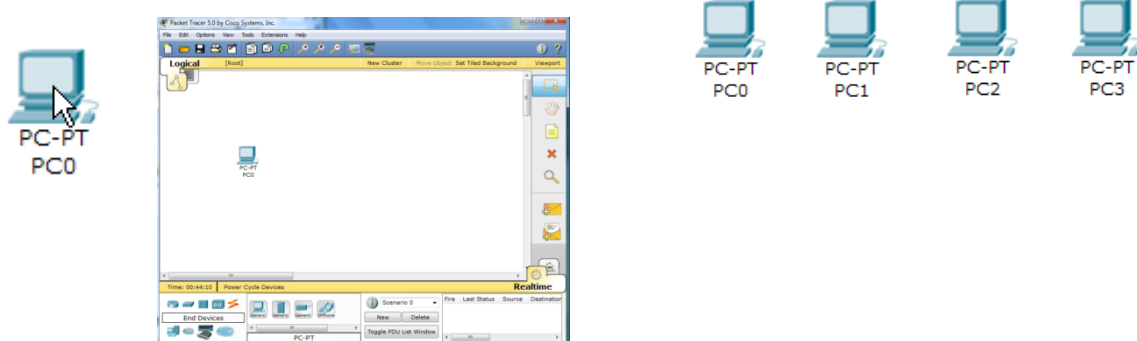 PC-PT
PC0
Packet Tracer 5.0 by Cisco Systems, Inc.
File Edit Options View Tools Extensions Help
Logical [Root] New Cluster Move Object Set Tiled Background Viewport
PC-PT
PC0
Time: 00:44:10 Power Cycle Devices Realtime
End Devices
Generic Generic Generic
PC-PT
Scenario 0
New Delete
Toggle PDU List Window
Fire Last Status Source Destination
PC-PT
PC0
PC-PT
PC1
PC-PT
PC2
PC-PT
PC3